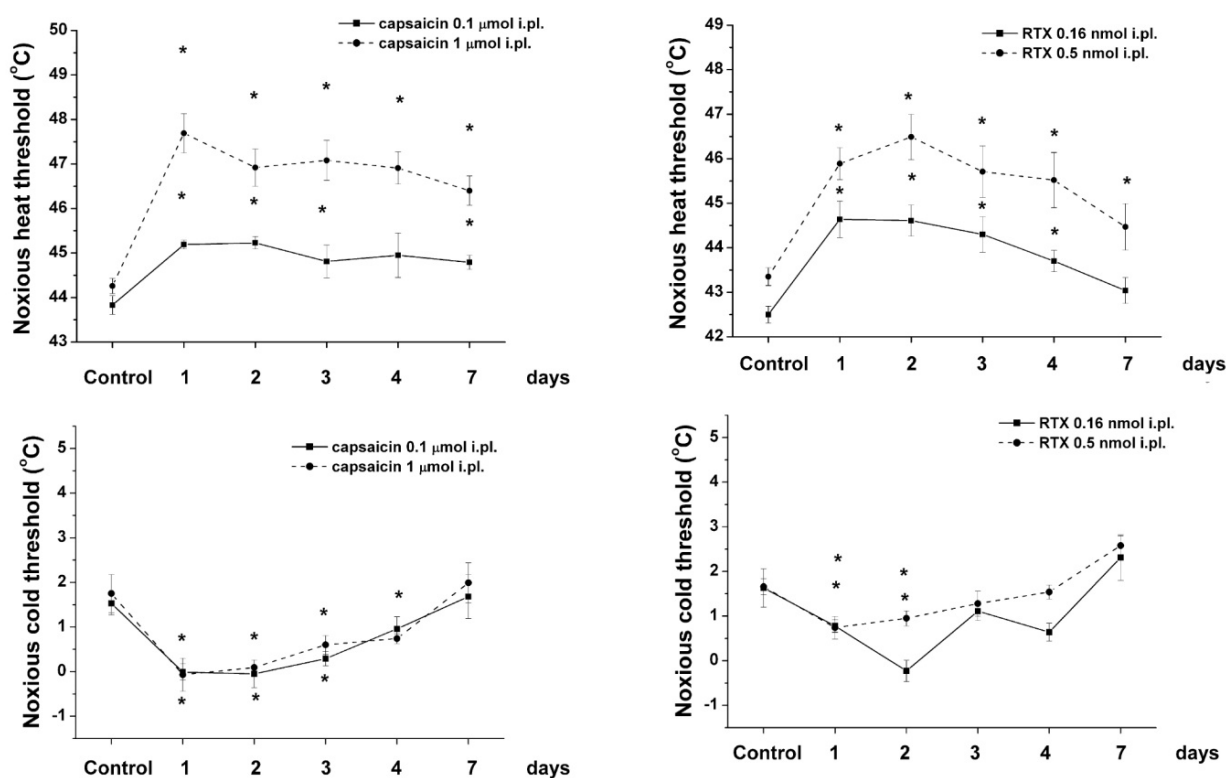 capsaicin 0.1 μmol i.pl.
capsaicin 1 μmol i.pl.
Noxious heat threshold (°C)
50
49
48
47
46
45
44
43
* * * * *
* * * *
Control 1 2 3 4 7 days
RTX 0.16 nmol i.pl.
RTX 0.5 nmol i.pl.
Noxious heat threshold (°C)
49
48
47
46
45
44
43
42
* * * * *
* * * *
Control 1 2 3 4 7 days
capsaicin 0.1 μmol i.pl.
capsaicin 1 μmol i.pl.
Noxious cold threshold (°C)
5
4
3
2
1
0
-1
* * * *
* * *
Control 1 2 3 4 7 days
RTX 0.16 nmol i.pl.
RTX 0.5 nmol i.pl.
Noxious cold threshold (°C)
5
4
3
2
1
0
-1
* *
* *
Control 1 2 3 4 7 days